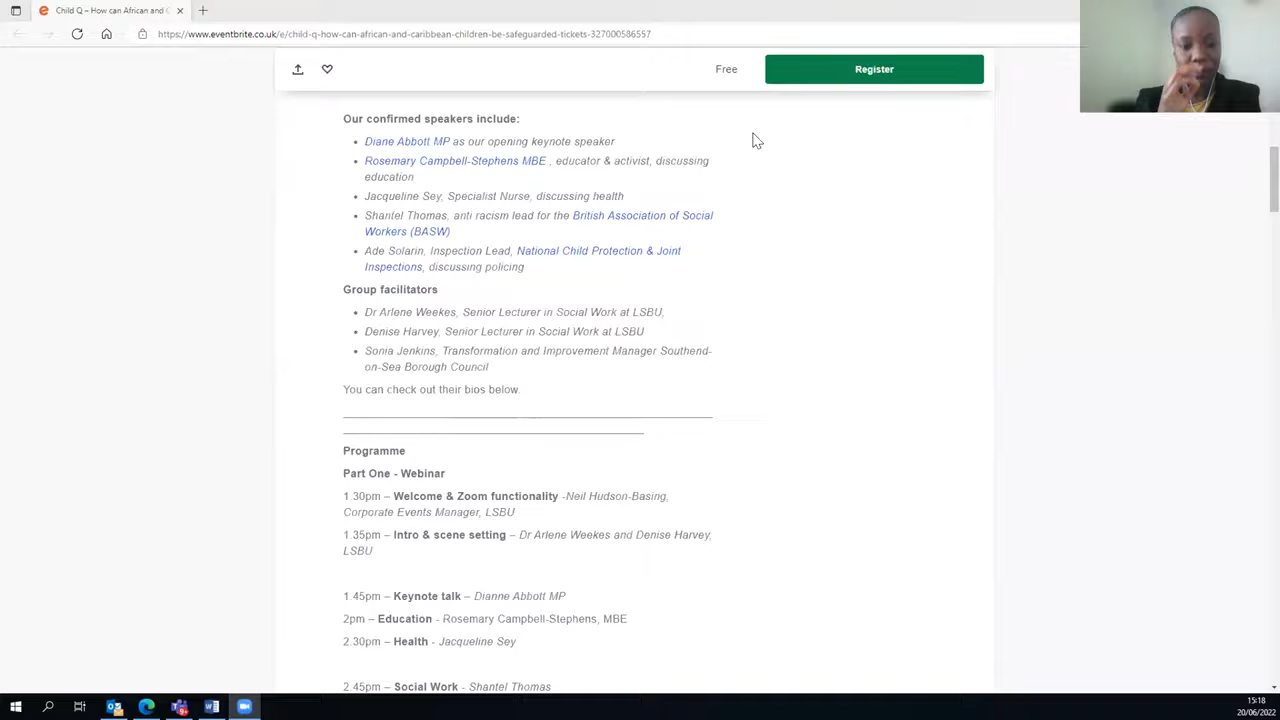 Child Q – How can African and C
https://www.eventbrite.co.uk/e/child-q-how-can-african-and-caribbean-children-be-safeguarded-tickets-327000586557
Free
Register
Our confirmed speakers include:
Diane Abbott MP as our opening keynote speaker
Rosemary Campbell-Stephens MBE , educator & activist, discussing
education
Jacqueline Sey, Specialist Nurse, discussing health
Shantel Thomas, anti racism lead for the British Association of Social
Workers (BASW)
Ade Solarin, Inspection Lead, National Child Protection & Joint
Inspections, discussing policing
Group facilitators
Dr Arlene Weekes, Senior Lecturer in Social Work at LSBU,
Denise Harvey, Senior Lecturer in Social Work at LSBU
Sonia Jenkins, Transformation and Improvement Manager Southend-
on-Sea Borough Council
You can check out their bios below.
Programme
Part One - Webinar
1.30pm – Welcome & Zoom functionality -Neil Hudson-Basing,
Corporate Events Manager, LSBU
1.35pm – Intro & scene setting – Dr Arlene Weekes and Denise Harvey,
LSBU
1.45pm – Keynote talk – Dianne Abbott MP
2pm – Education - Rosemary Campbell-Stephens, MBE
2.30pm – Health - Jacqueline Sey
2.45pm – Social Work - Shantel Thomas
15:18
20/06/2022